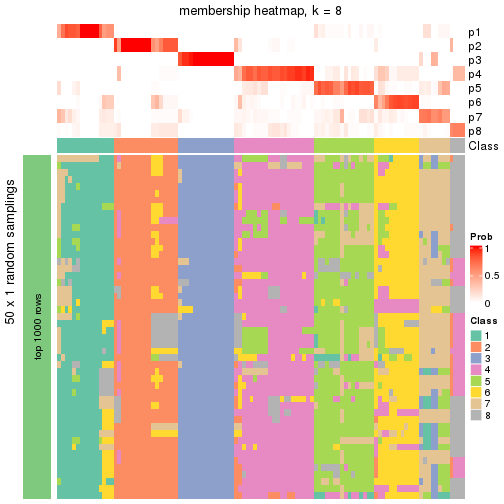 membership heatmap, k = 8
p1
p2
p3
p4
p5
p6
p7
p8
Class
50 x 1 random samplings
top 1000 rows
Prob
1
0.5
0
Class
1
2
3
4
5
6
7
8